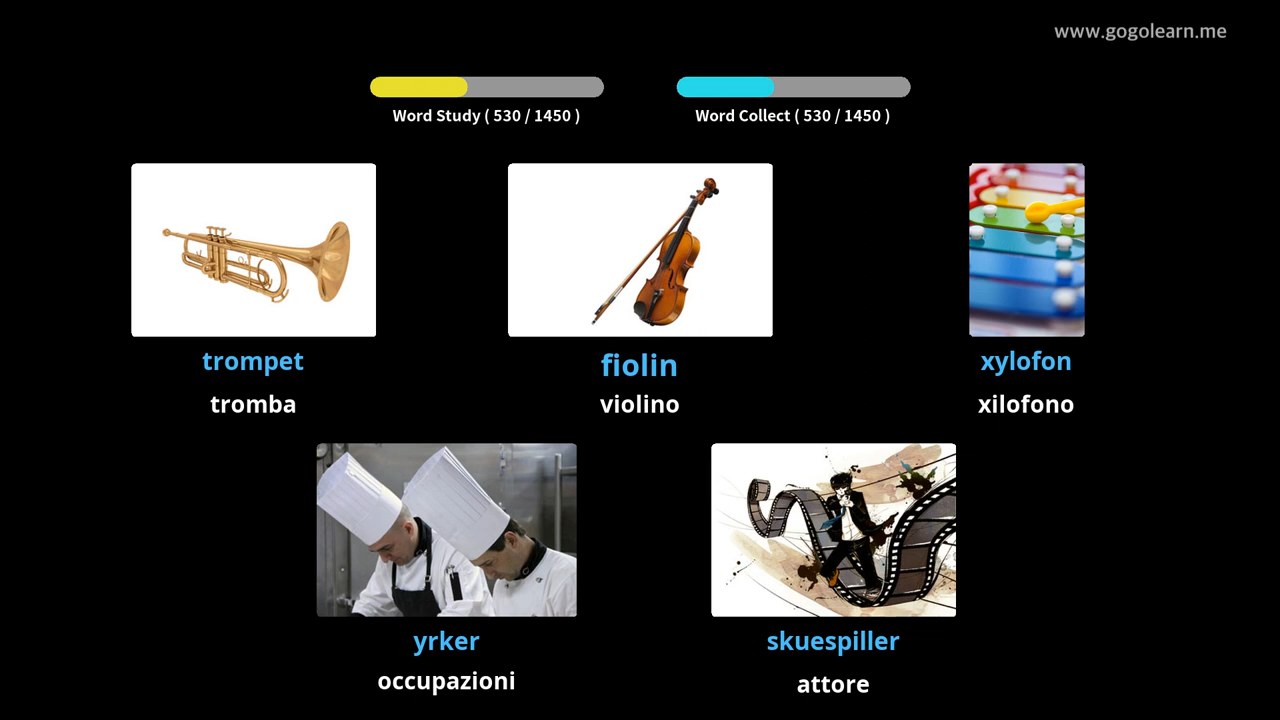 www.gogolearn.me
Word Study ( 530 / 1450 )
Word Collect ( 530 / 1450 )
trompet
tromba
fiolin
violino
xylofon
xilofono
yrker
occupazioni
skuespiller
attore